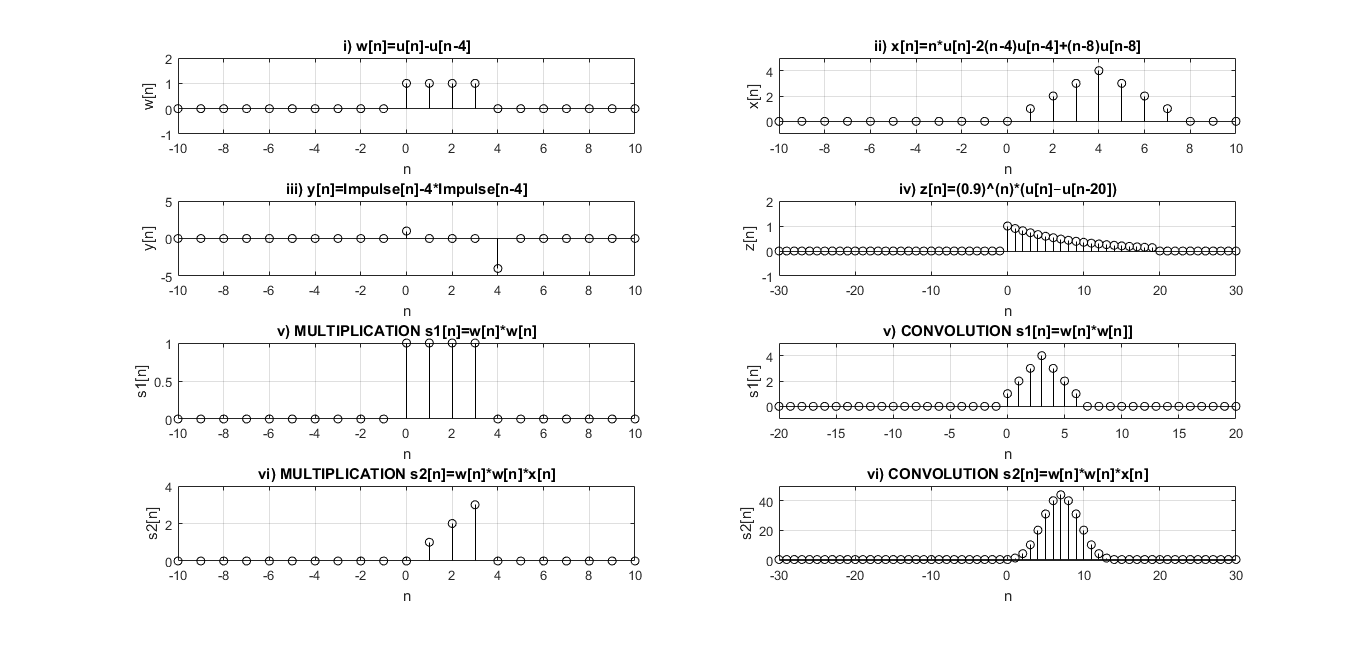 i) w[n]=u[n]-u[n-4]
2
1
0
-1
w[n]
-10 -8 -6 -4 -2 0 2 4 6 8 10
n
ii) x[n]=n*u[n]-2(n-4)u[n-4]+(n-8)u[n-8]
4
2
0
x[n]
-10 -8 -6 -4 -2 0 2 4 6 8 10
n
iii) y[n]=Impulse[n]-4*Impulse[n-4]
5
0
-5
y[n]
-10 -8 -6 -4 -2 0 2 4 6 8 10
n
iv) z[n]=(0.9)^(n)*(u[n]−u[n-20])
2
1
0
-1
z[n]
-30 -20 -10 0 10 20 30
n
v) MULTIPLICATION s1[n]=w[n]*w[n]
1
0.5
0
s1[n]
-10 -8 -6 -4 -2 0 2 4 6 8 10
n
v) CONVOLUTION s1[n]=w[n]*w[n]]
4
2
0
s1[n]
-20 -15 -10 -5 0 5 10 15 20
n
vi) MULTIPLICATION s2[n]=w[n]*w[n]*x[n]
4
2
0
s2[n]
-10 -8 -6 -4 -2 0 2 4 6 8 10
n
vi) CONVOLUTION s2[n]=w[n]*w[n]*x[n]
40
20
0
s2[n]
-30 -20 -10 0 10 20 30
n